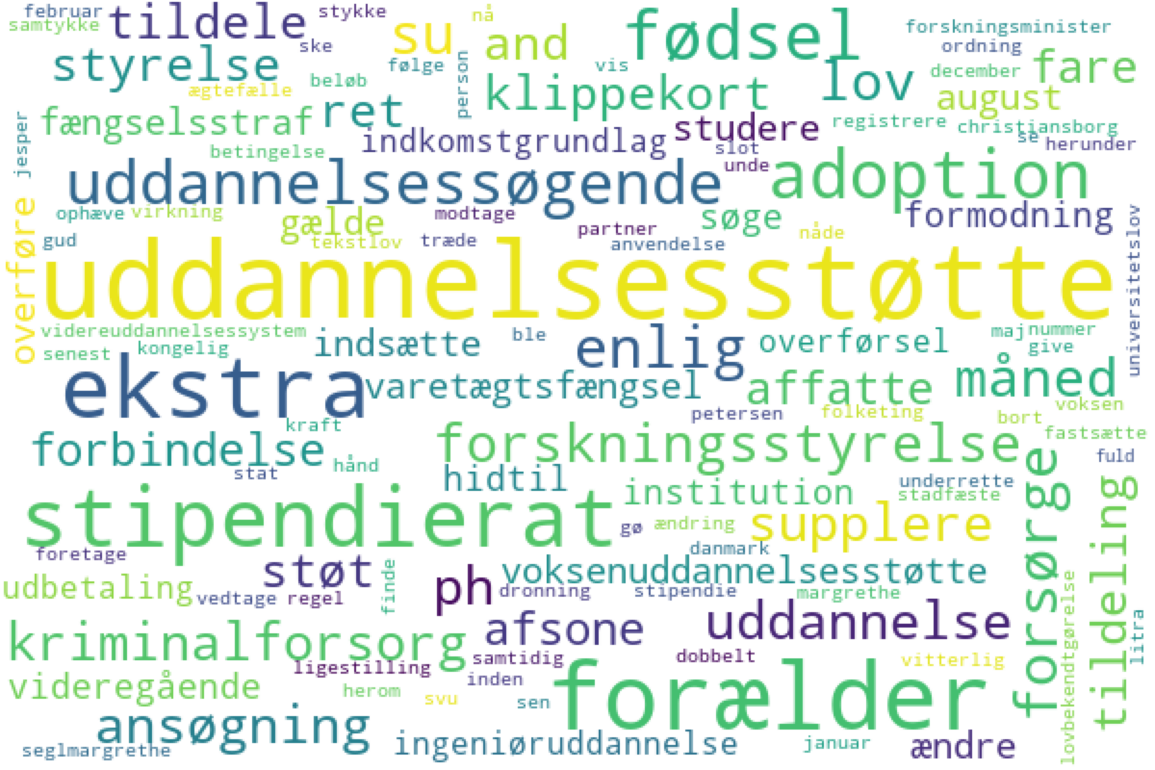 februar tildele stykke nå su and fødsel forskningsminister
samtykke ske ordning
styrelse følge person vis klippekort lov december fare
ægtefælle beløb august
fængselsstraf ret indkomstgrundlag studere registrere christiansborg
jesper betingelse slot se herunder
uddannelsessøgende unde adoption
ophæve virkning gælde modtage partner søge formodning
gud tekstlov træde anvendelse nåde
overføre uddannelsesstøtte universitetslov
videreuddannelsessystem indsætte ble enlig overførsel maj nummer
senest kongelig give
ekstra varetægtsfængsel affatte måned
kraft petersen folketing bort voksen
forbindelse forskningsstyrelse fastsætte
stat hånd hidtil fuld
stipendierat institution underrette forsørge tildeling
stadfæste
gø ændring supplere
foretage støt danmark
udbetaling finde ph voksenuddannelsesstøtte
vedtage regel dronning stipendie margrethe lovbekendtgørelse
kriminalforsorg afsone uddannelse litra
ligestilling samtidig dobbelt vitterlig
videregående herom inden forælder
svu sen
ansøgning ingeniøruddannelse januar ændre
seglmargrethe